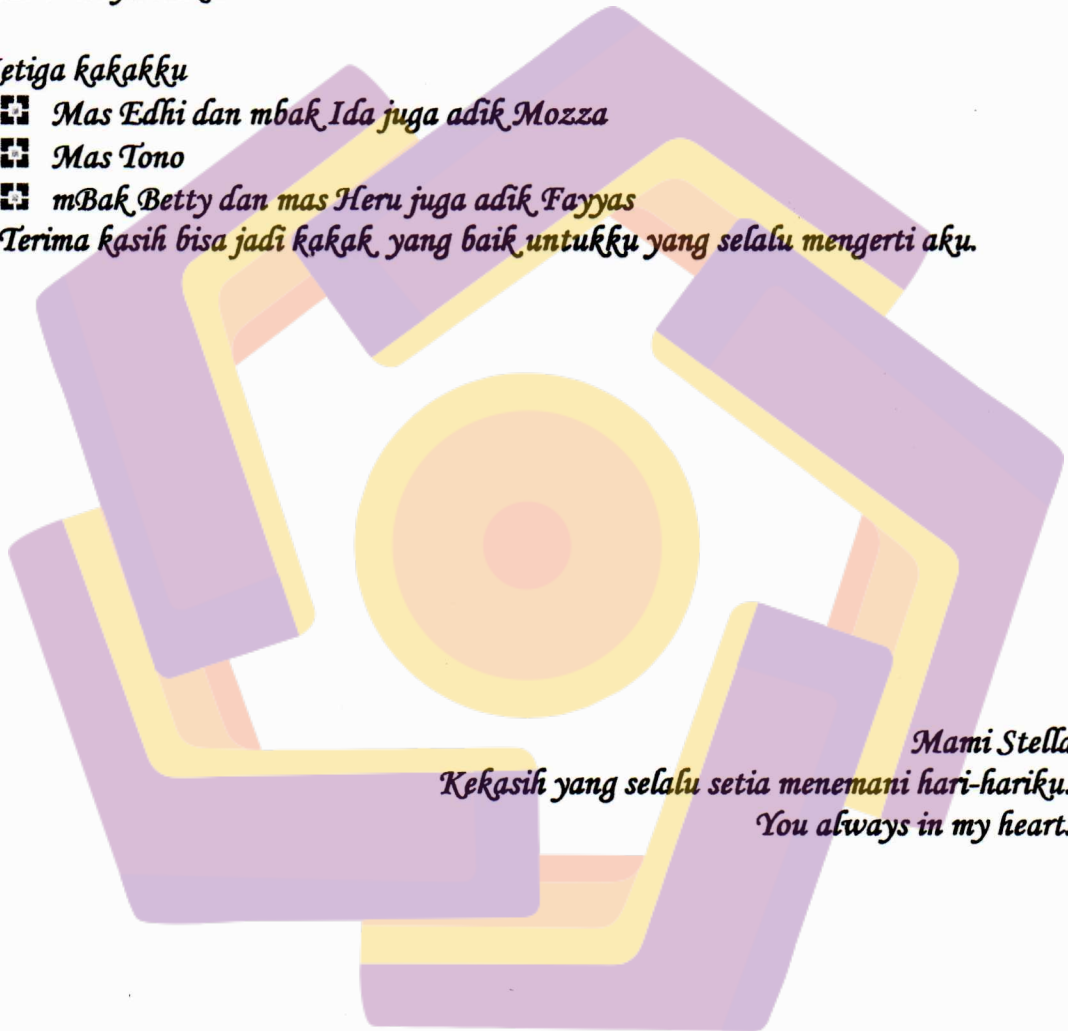 kakakku
Mas Edhi dan mbak Ida juga adik Mozza
Mas Tono
mBak Betty dan mas Heru juga adik Fayyas
Terima kasih bisa jadi kakak yang baik untukku yang selalu mengerti aku.
Mami Stella
Kekasih yang selalu setia menemani hari-hariku.
You always in my heart.